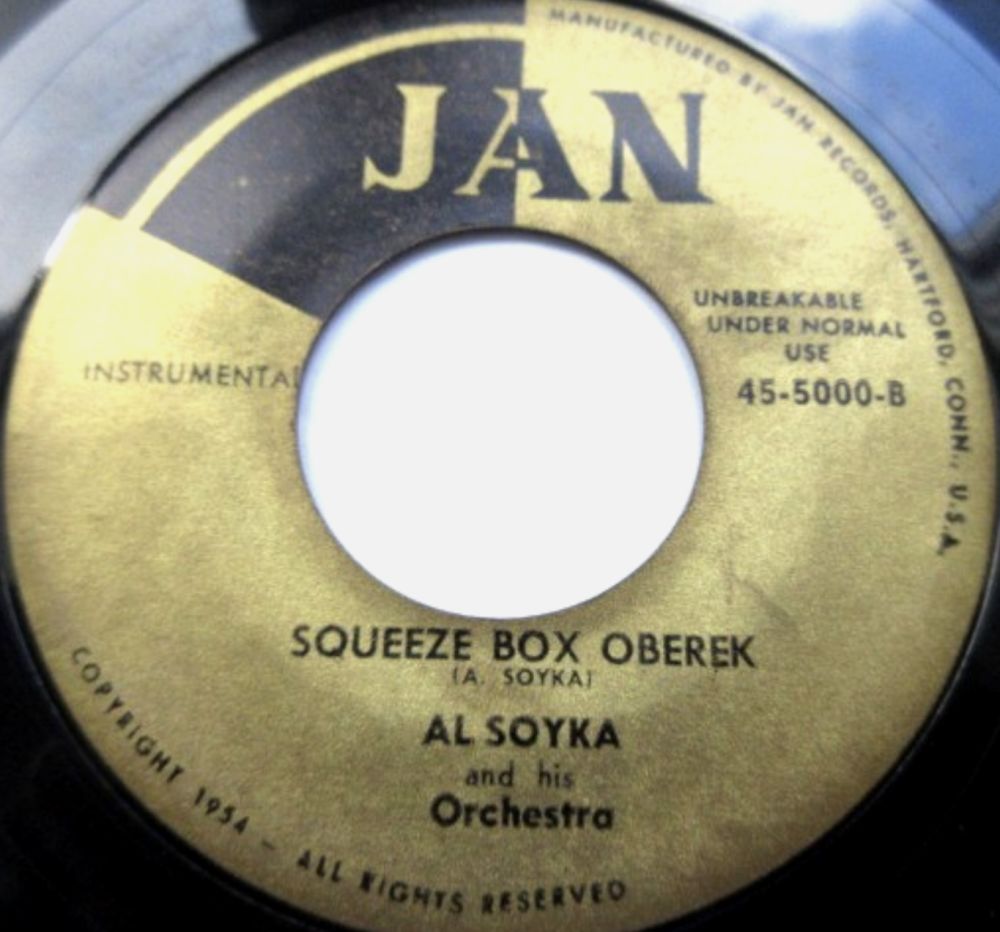 MANUFACTURED BY JAN RECORDS, HARTFORD, CONN., U.S.A.
JAN
UNBREAKABLE
UNDER NORMAL
USE
INSTRUMENTAL
45-5000-B
SQUEEZE BOX OBEREK
(A. SOYKA)
AL SOYKA
and his
Orchestra
COPYRIGHT 1954 - ALL RIGHTS RESERVED